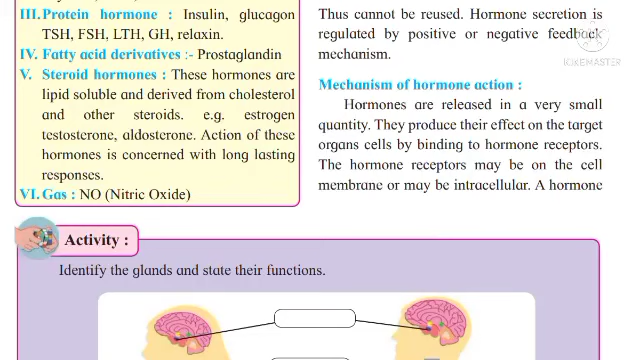 III. Protein hormone : Insulin, glucagon
TSH, FSH, LTH, GH, relaxin.
IV. Fatty acid derivatives :- Prostaglandin
V. Steroid hormones : These hormones are
lipid soluble and derived from cholesterol
and other steroids. e.g. estrogen
testosterone, aldosterone. Action of these
hormones is concerned with long lasting
responses.
VI. Gas : NO (Nitric Oxide)
Thus cannot be reused. Hormone secretion is
regulated by positive or negative feedback
mechanism.
KINEMASTER
Mechanism of hormone action :
Hormones are released in a very small
quantity. They produce their effect on the target
organs cells by binding to hormone receptors.
The hormone receptors may be on the cell
membrane or may be intracellular. A hormone
Activity :
Identify the glands and state their functions.